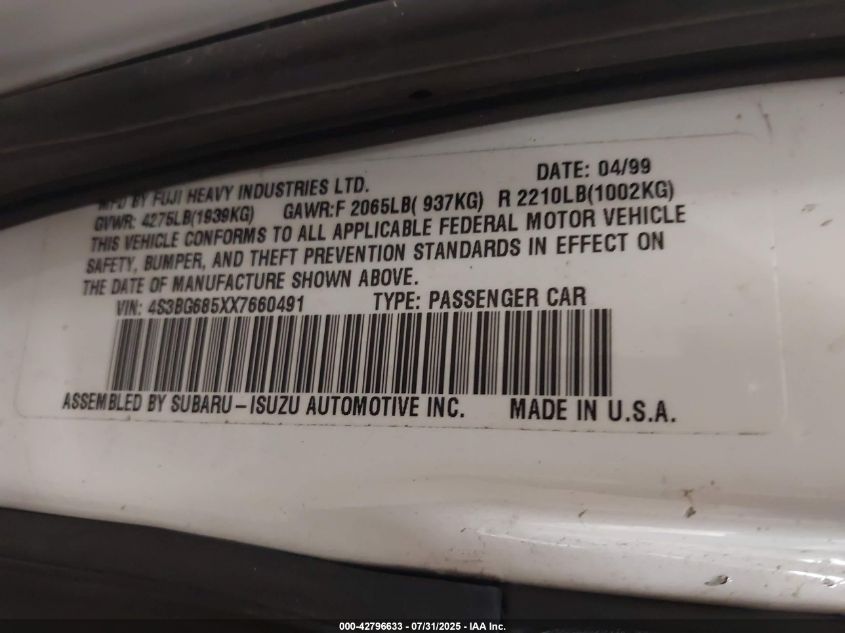 MFD BY FUJI HEAVY INDUSTRIES LTD. DATE: 04/99
GVWR: 4275LB(1939KG) GAWR:F 2065LB( 937KG) R 2210LB(1002KG)
THIS VEHICLE CONFORMS TO ALL APPLICABLE FEDERAL MOTOR VEHICLE
SAFETY, BUMPER, AND THEFT PREVENTION STANDARDS IN EFFECT ON
THE DATE OF MANUFACTURE SHOWN ABOVE.
VIN: 4S3BG685XX7660491 TYPE: PASSENGER CAR
ASSEMBLED BY SUBARU-ISUZU AUTOMOTIVE INC. MADE IN U.S.A.
000-42796633 / 07/31/2025 - IAA Inc.